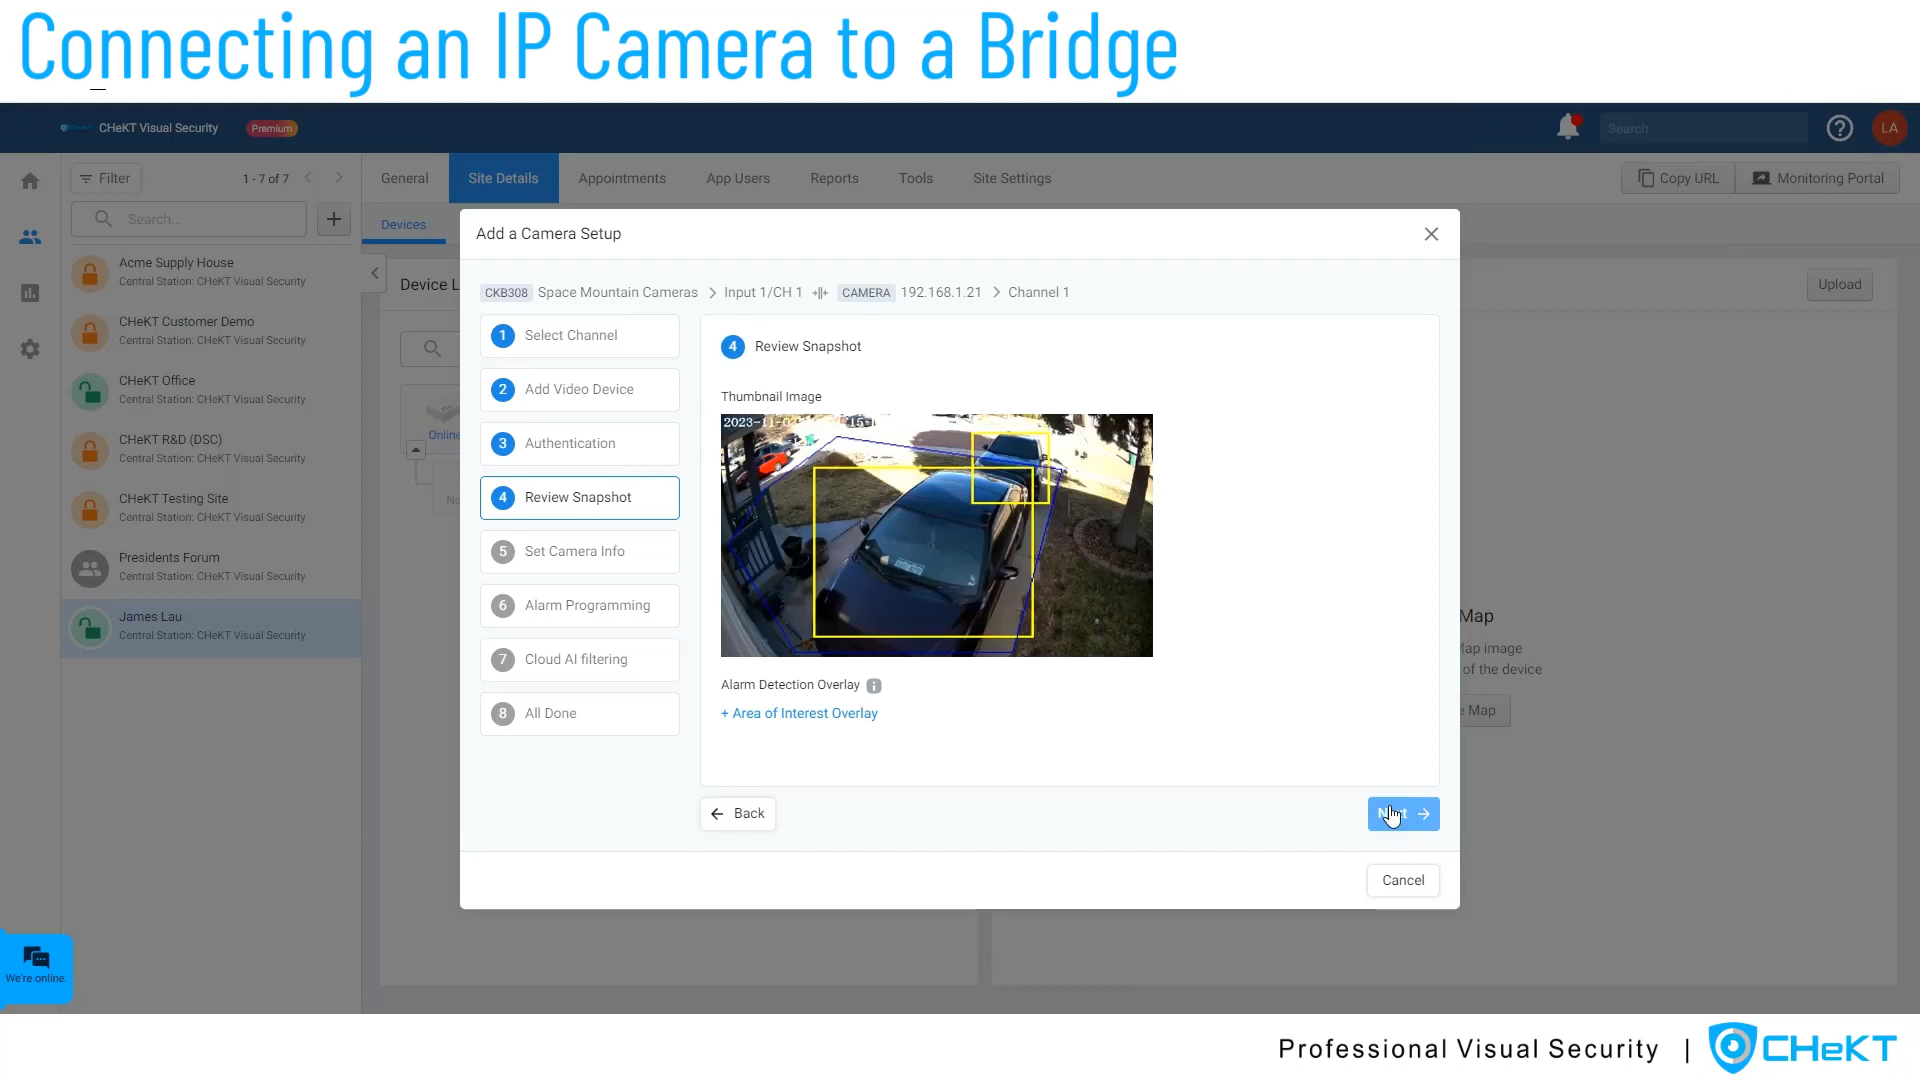 Connecting an IP Camera to a Bridge
CHeKT Visual Security
Premium
Search
LA
Filter
1 - 7 of 7
General
Site Details
Appointments
App Users
Reports
Tools
Site Settings
Copy URL
Monitoring Portal
Search...
Devices
Acme Supply House
Central Station: CHeKT Visual Security
CHeKT Customer Demo
Central Station: CHeKT Visual Security
CHeKT Office
Central Station: CHeKT Visual Security
CHeKT R&D (DSC)
Central Station: CHeKT Visual Security
CHeKT Testing Site
Central Station: CHeKT Visual Security
Presidents Forum
Central Station: CHeKT Visual Security
James Lau
Central Station: CHeKT Visual Security
Device L
Upload
Online
No
Add a Camera Setup
CKB308 Space Mountain Cameras > Input 1/CH 1 CAMERA 192.168.1.21 > Channel 1
1 Select Channel
2 Add Video Device
3 Authentication
4 Review Snapshot
5 Set Camera Info
6 Alarm Programming
7 Cloud AI filtering
8 All Done
4 Review Snapshot
Thumbnail Image
Alarm Detection Overlay
+ Area of Interest Overlay
Back
Cancel
Map
Map image
of the device
Map
We're online.
Professional Visual Security |
CHeKT